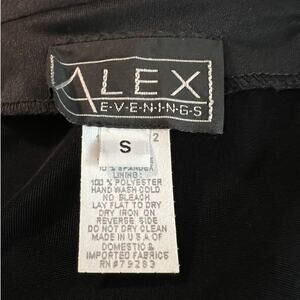 ALEX
E·V·E·N·I·N·G·S
2
S
10% SPANDEX
LINING:
100% POLYESTER
HAND WASH COLD
NO BLEACH
LAY FLAT TO DRY
DRY IRON ON
REVERSE SIDE
DO NOT DRY CLEAN
MADE IN U S A OF
DOMESTIC &
IMPORTED FABRICS
RN#79283